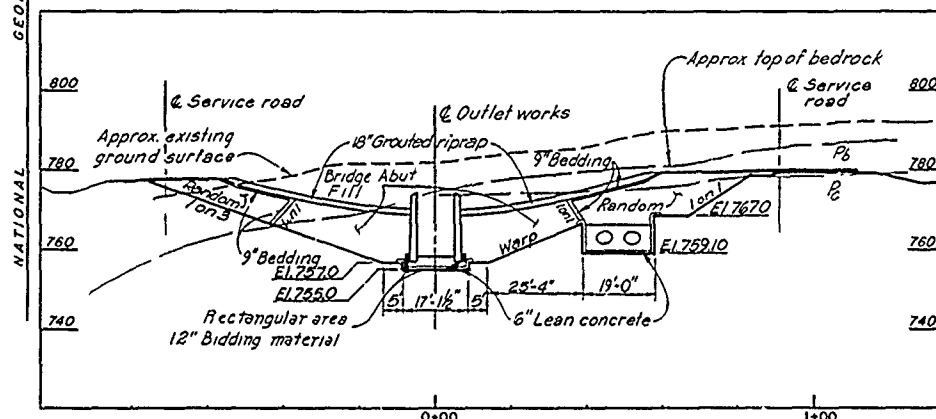 GEO.
NATIONAL
800
780
760
740
℄ Service road
Approx. existing
ground surface
18" Grouted riprap
℄ Outlet works
Approx top of bedrock
℄ Service
road
800
780
760
740
Bridge Abut
Fill
9" Bedding
Random
1 on 3
1 on 1
9" Bedding
Warp
1 on 1
Random
1 on 1
Pb
Pc
El. 767.0
El. 759.10
El. 757.0
El. 755.0
5'
17'-1½"
5'
25'-4"
19'-0"
Rectangular area
12" Bidding material
6" Lean concrete
0+00
1+00